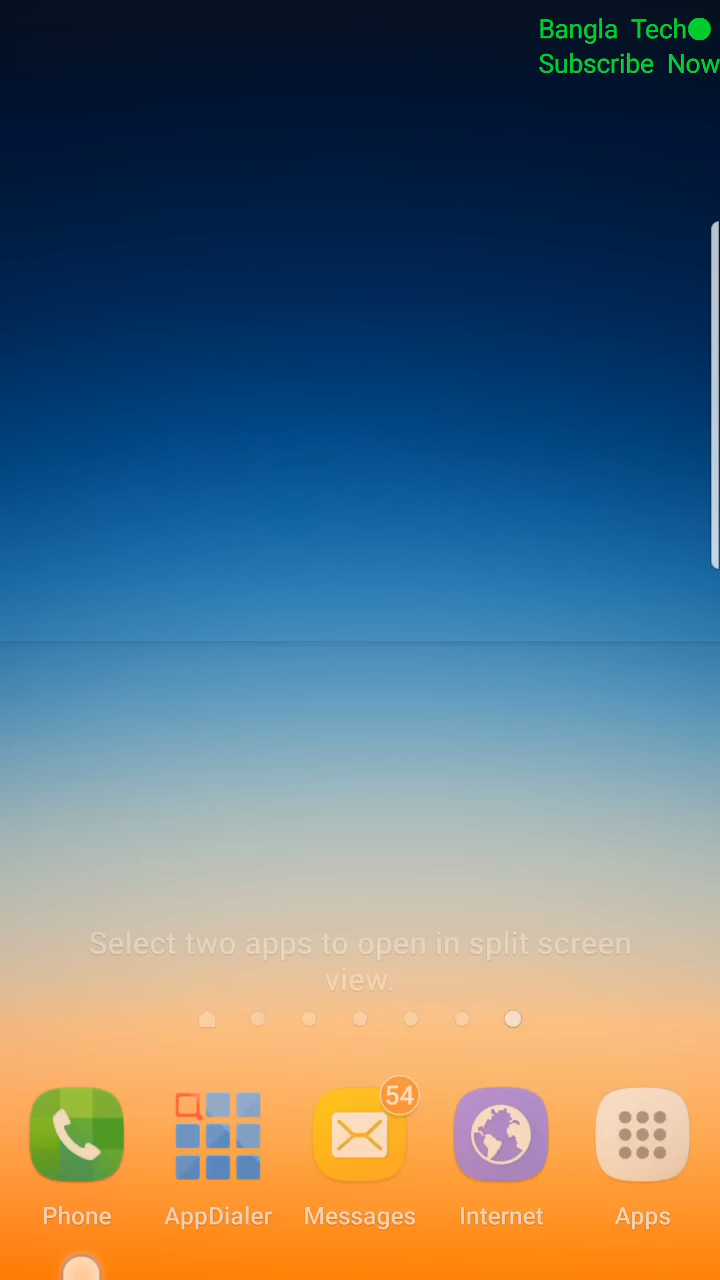 Bangla Tech
Subscribe Now
Select two apps to open in split screen
view.
54
Phone AppDialer Messages Internet Apps